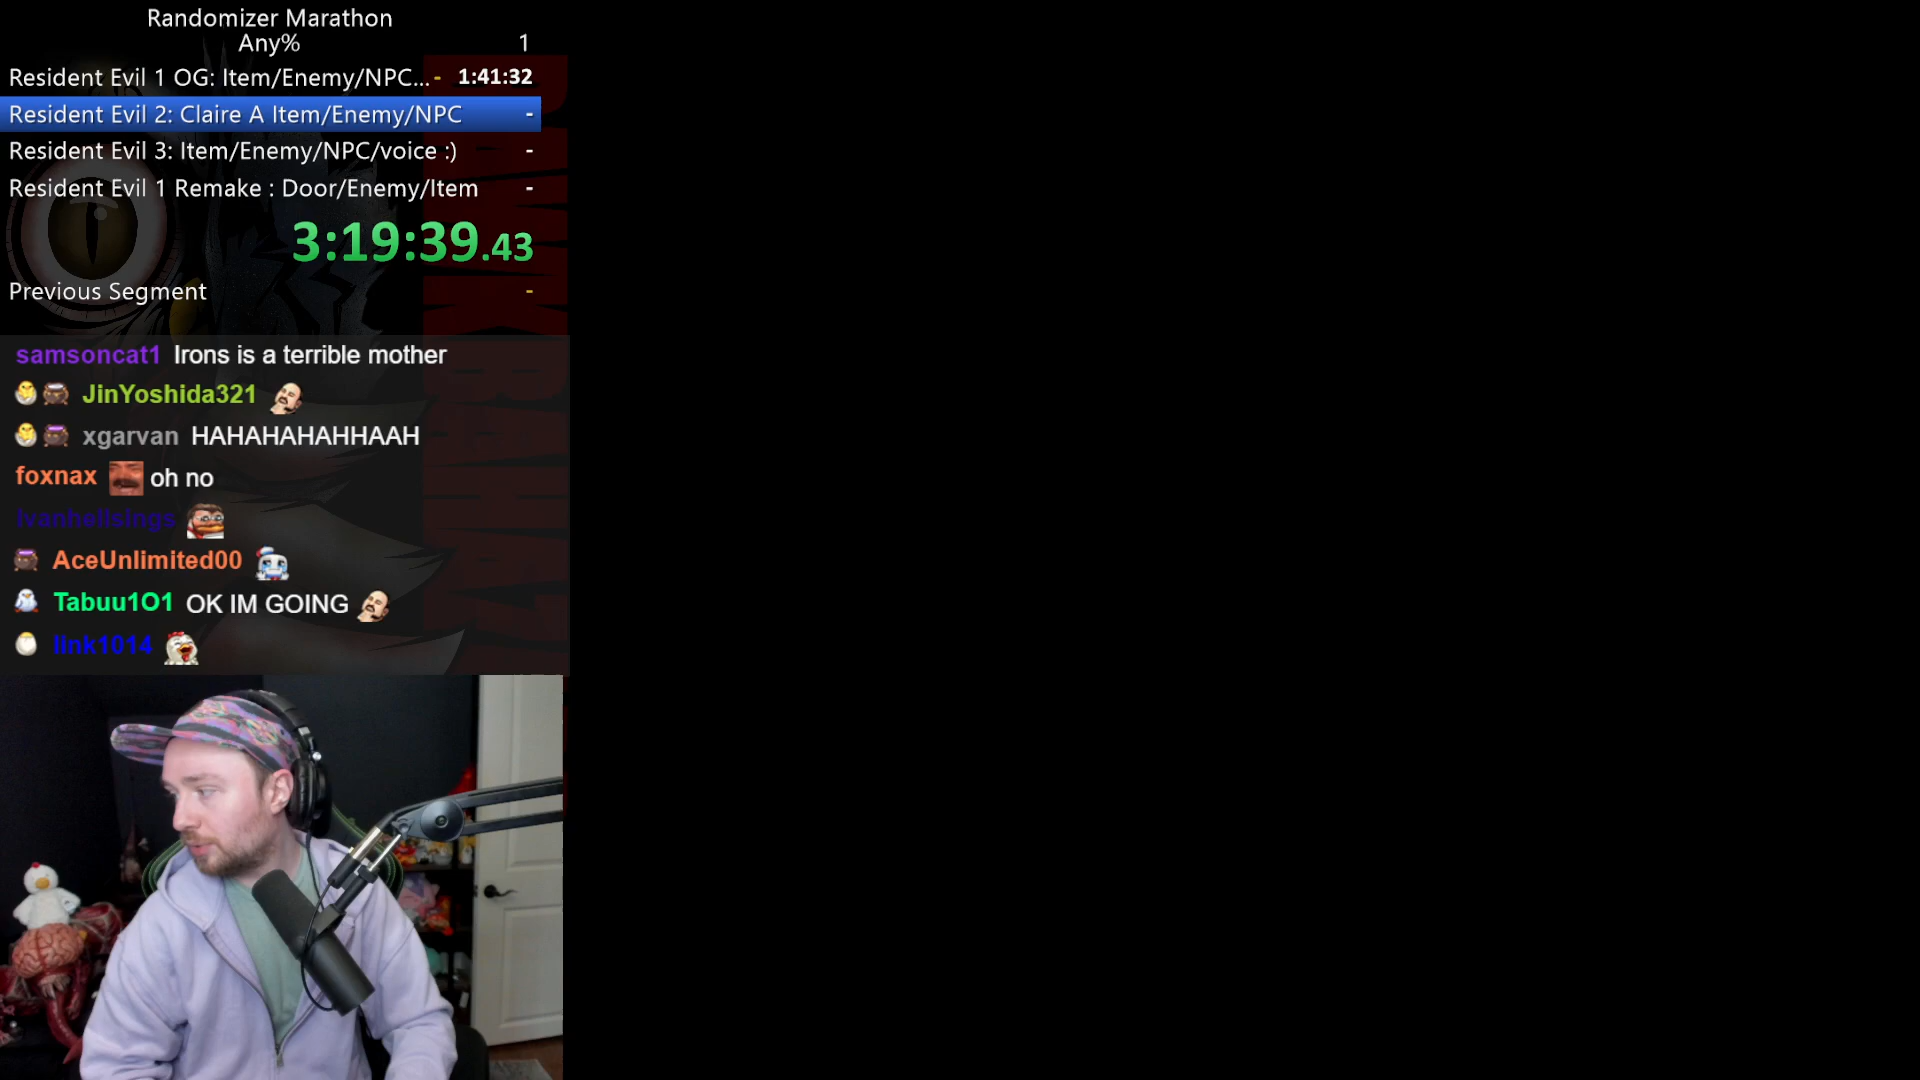 Randomizer Marathon
Any% 1
Resident Evil 1 OG: Item/Enemy/NPC... - 1:41:32
Resident Evil 2: Claire A Item/Enemy/NPC -
Resident Evil 3: Item/Enemy/NPC/voice :) -
Resident Evil 1 Remake : Door/Enemy/Item -
3:19:39.43
Previous Segment -
samsoncat1 Irons is a terrible mother
JinYoshida321
xgarvan HAHAHAHAHHAAH
foxnax oh no
AceUnlimited00
Tabuu1O1 OK IM GOING